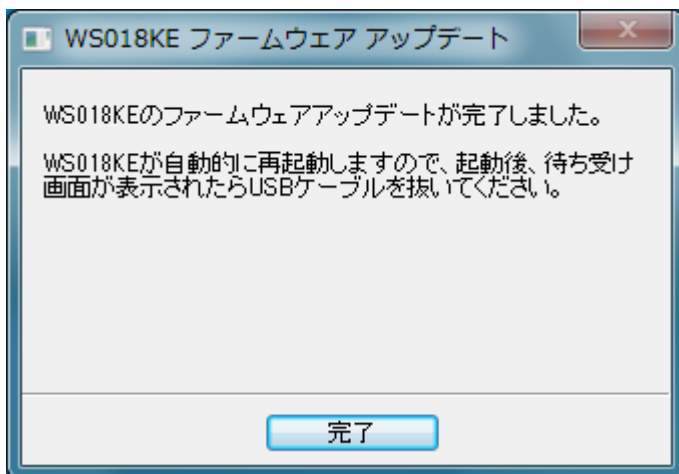 WS018KE ファームウェア アップデート
WS018KEのファームウェアアップデートが完了しました。
WS018KEが自動的に再起動しますので、起動後、待ち受け
画面が表示されたらUSBケーブルを抜いてください。
完了